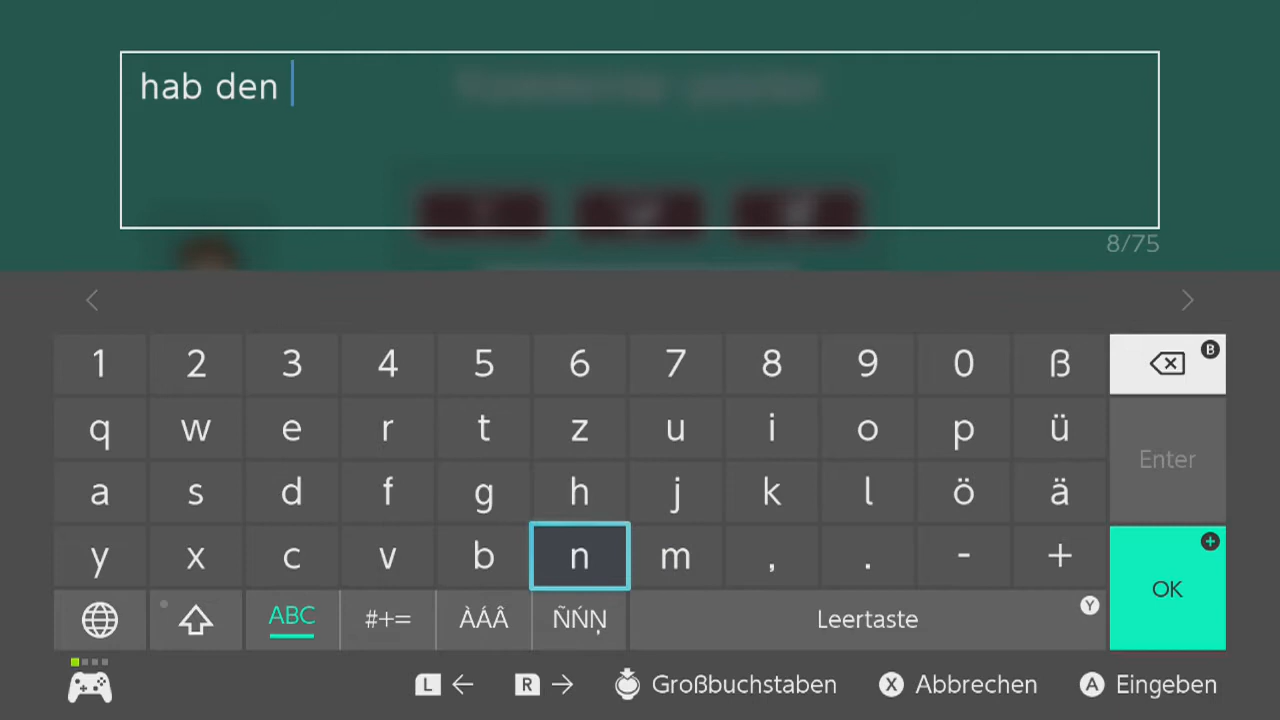 hab den
8/75
1 2 3 4 5 6 7 8 9 0 ß B
q w e r t z u i o p ü
Enter
a s d f g h j k l ö ä
y x c v b n m , . - +
OK
ABC #+= ÀÁÂ ÑŃŅ Leertaste Y
L ← R → Großbuchstaben X Abbrechen A Eingeben